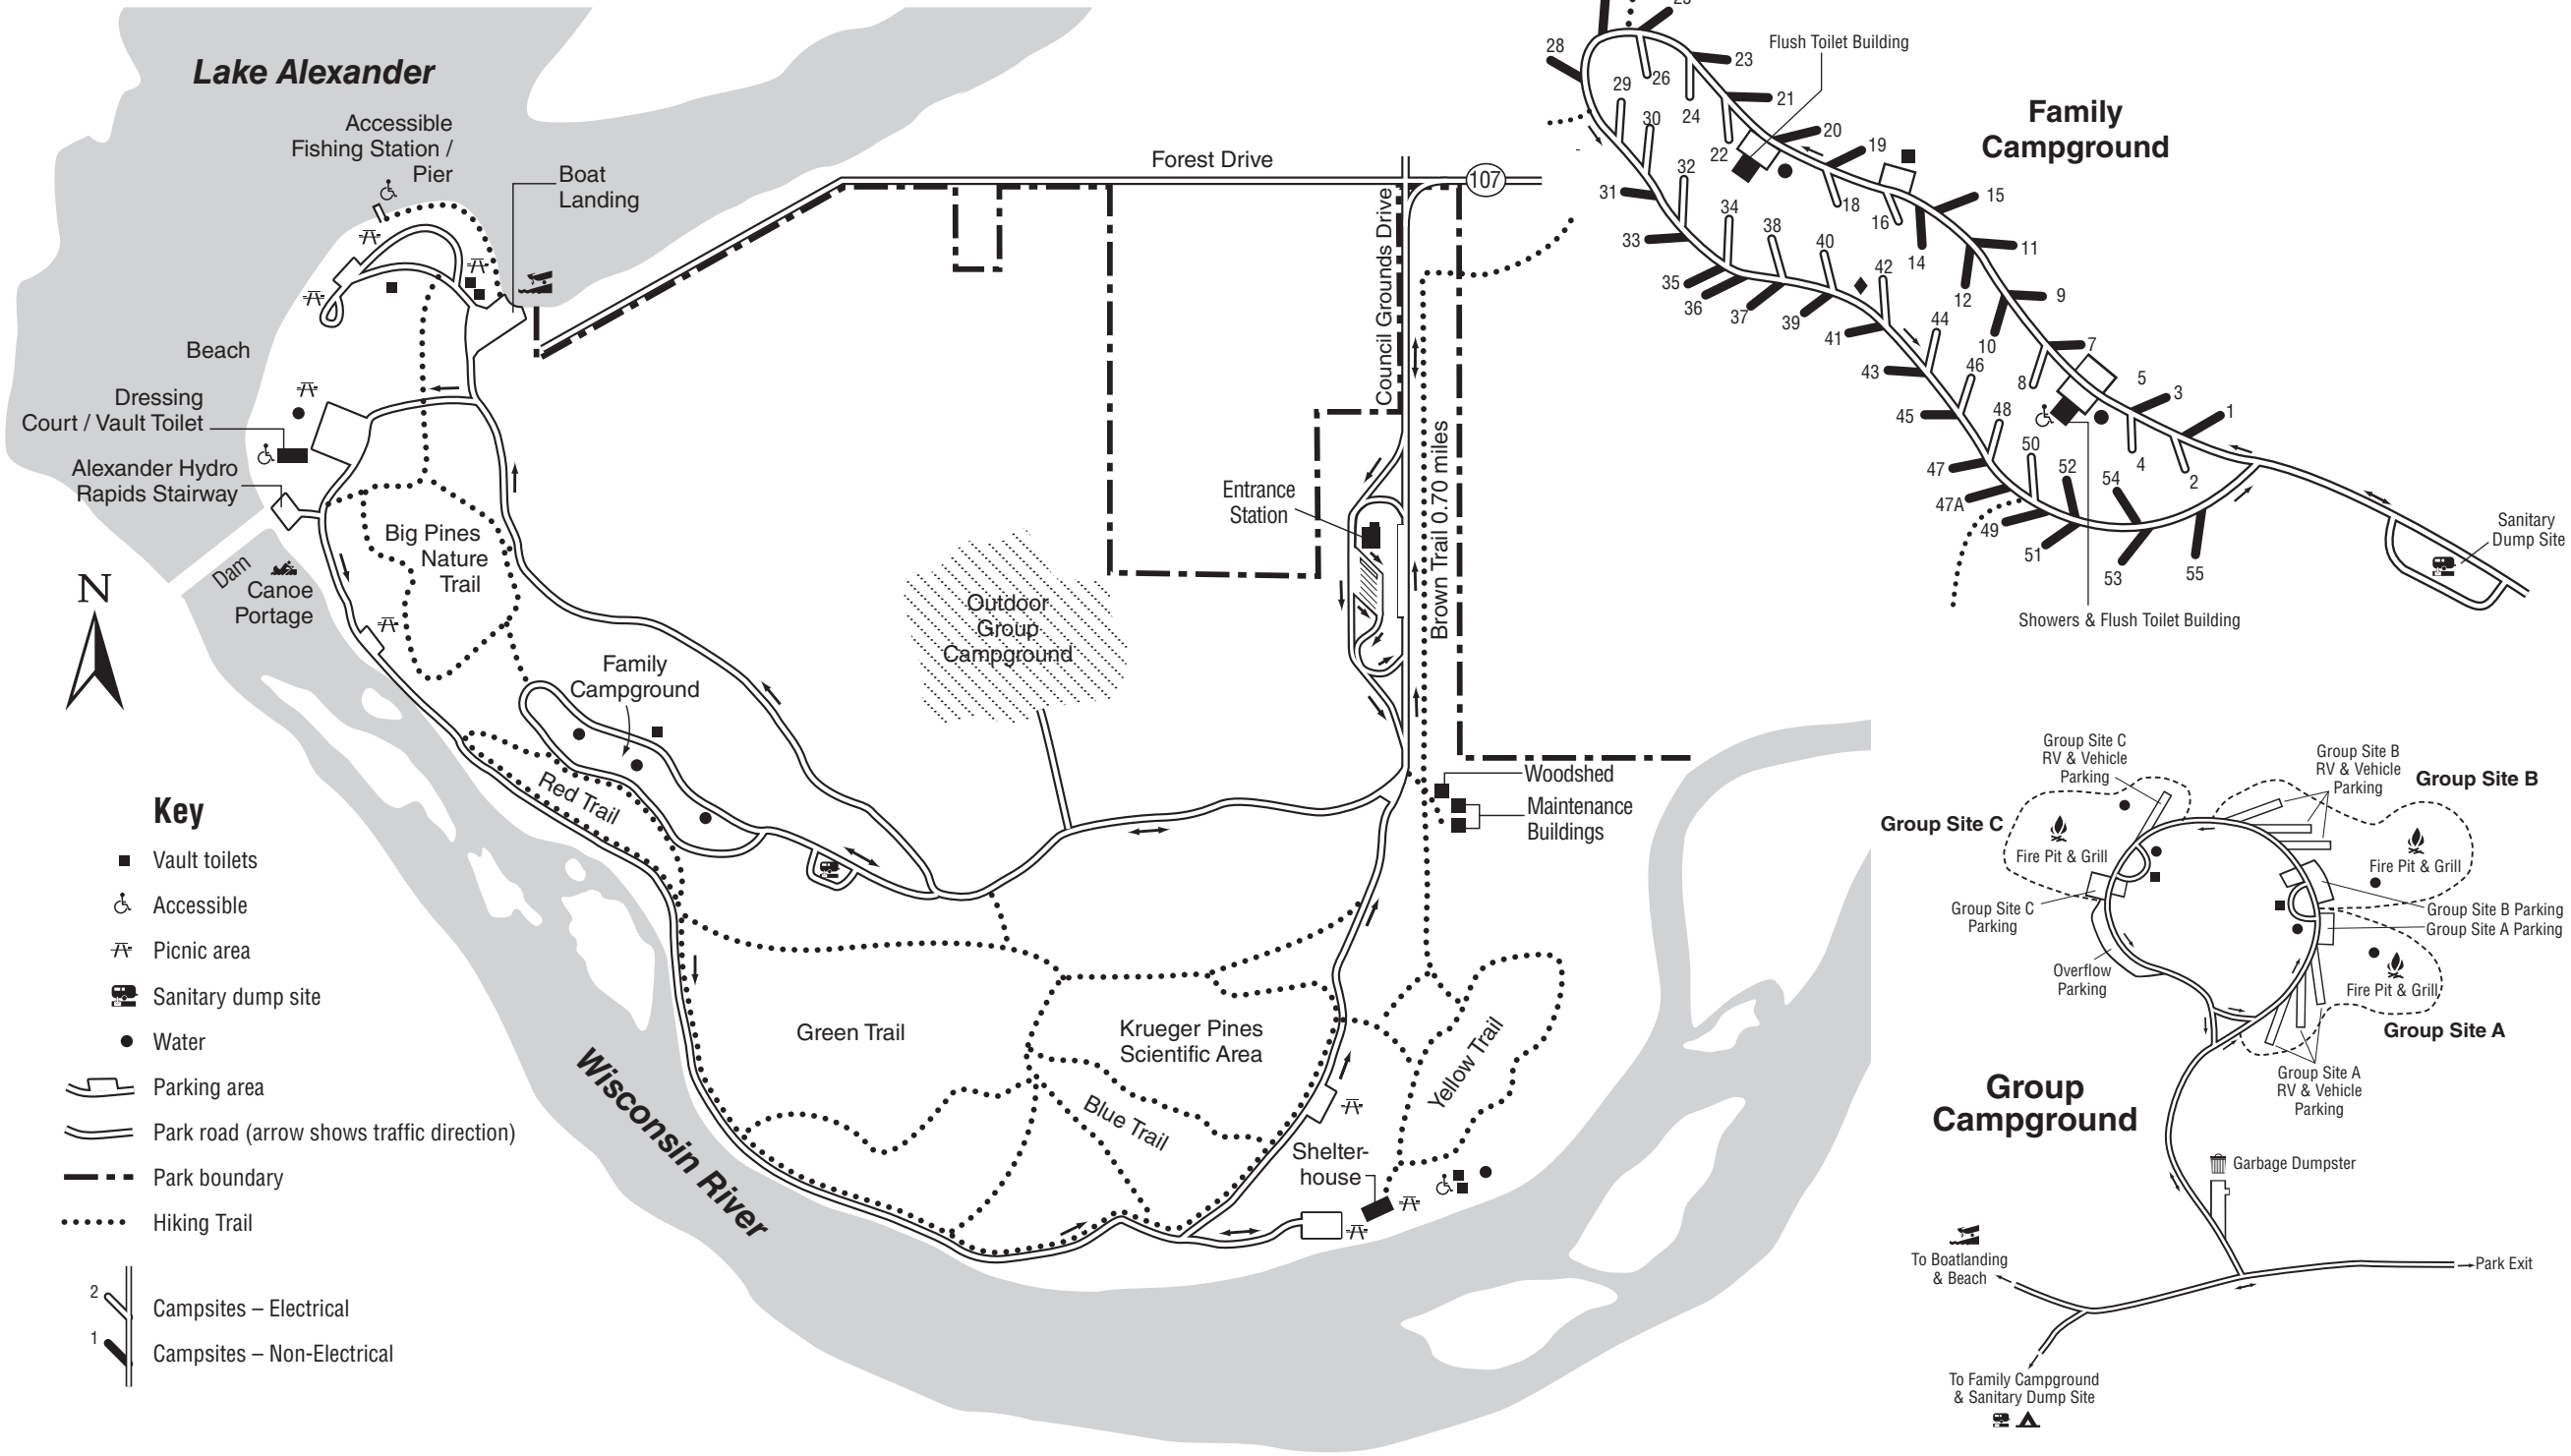 Lake Alexander
Accessible
Fishing Station /
Pier
Boat
Landing
Forest Drive
107
Council Grounds Drive
Brown Trail 0.70 miles
Beach
Dressing
Court / Vault Toilet
Alexander Hydro
Rapids Stairway
Dam
Canoe
Portage
Big Pines
Nature
Trail
N
Entrance
Station
Outdoor
Group
Campground
Family
Campground
Red Trail
Woodshed
Maintenance
Buildings
Green Trail
Krueger Pines
Scientific Area
Blue Trail
Yellow Trail
Shelter-
house
Wisconsin River
Key
Vault toilets
Accessible
Picnic area
Sanitary dump site
Water
Parking area
Park road (arrow shows traffic direction)
Park boundary
Hiking Trail
2
Campsites – Electrical
1
Campsites – Non-Electrical
Family
Campground
Flush Toilet Building
28
23
26
29
21
24
30
20
22
19
32
31
18
15
16
34
33
38
40
11
14
42
35
12
9
36
37
39
44
41
10
7
46
43
8
5
3
48
45
1
50
4
47
52
54
2
47A
49
51
53
55
Sanitary
Dump Site
Showers & Flush Toilet Building
Group Site C
RV & Vehicle
Parking
Group Site B
RV & Vehicle
Parking
Group Site B
Group Site C
Fire Pit & Grill
Fire Pit & Grill
Group Site C
Parking
Group Site B Parking
Group Site A Parking
Overflow
Parking
Fire Pit & Grill
Group Site A
Group Site A
RV & Vehicle
Parking
Group
Campground
Garbage Dumpster
To Boatlanding
& Beach
Park Exit
To Family Campground
& Sanitary Dump Site